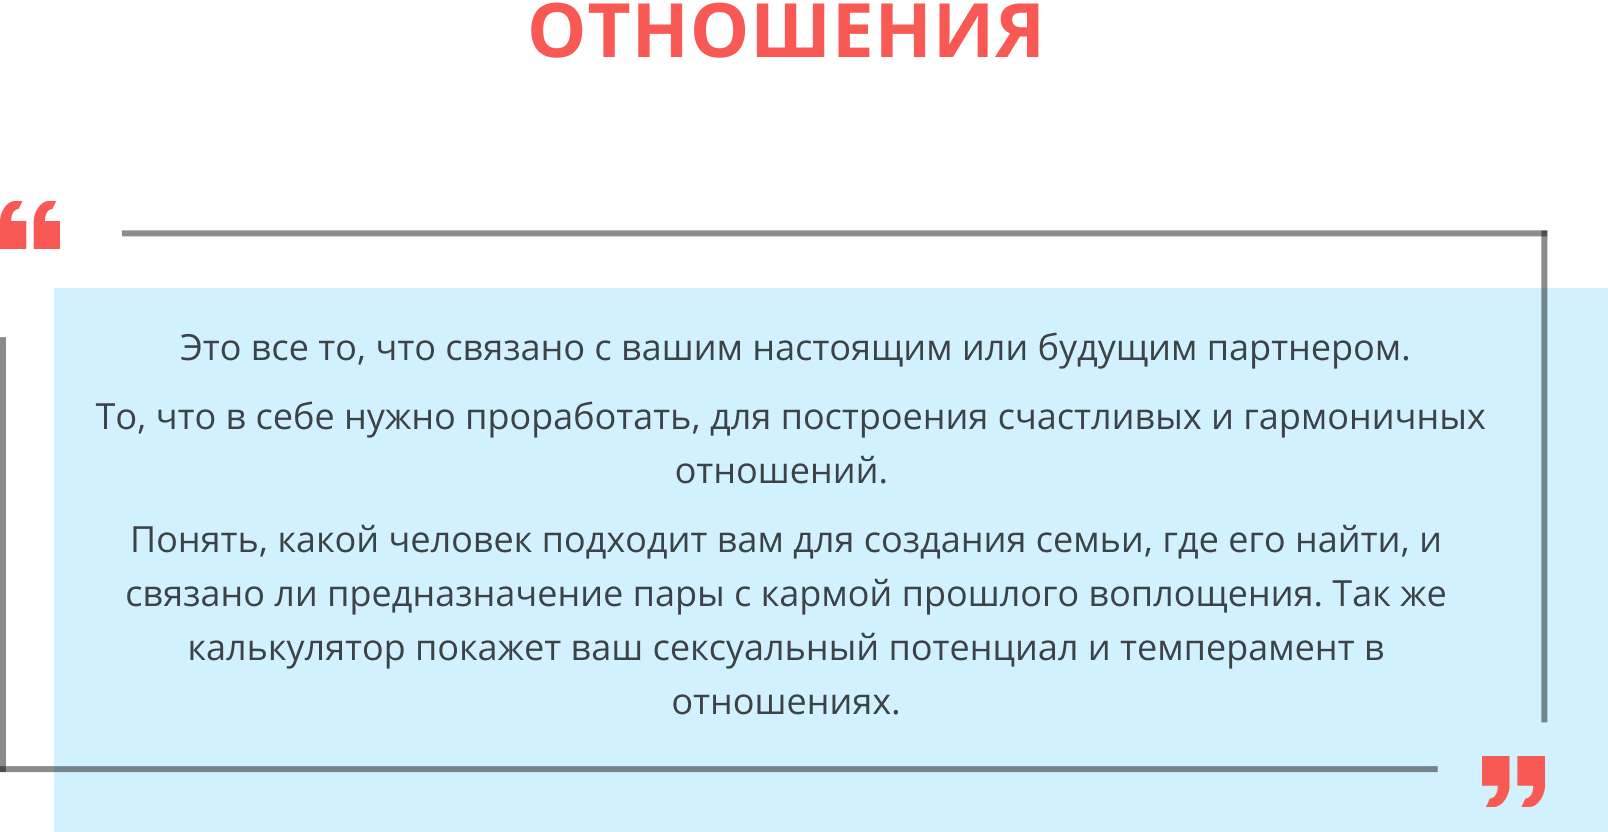 ОТНОШЕНИЯ
Это все то, что связано с вашим настоящим или будущим партнером.
То, что в себе нужно проработать, для построения счастливых и гармоничных
отношений.
Понять, какой человек подходит вам для создания семьи, где его найти, и
связано ли предназначение пары с кармой прошлого воплощения. Так же
калькулятор покажет ваш сексуальный потенциал и темперамент в
отношениях.